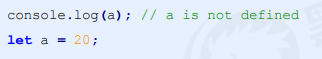 console.log(a); // a is not defined
let a = 20;